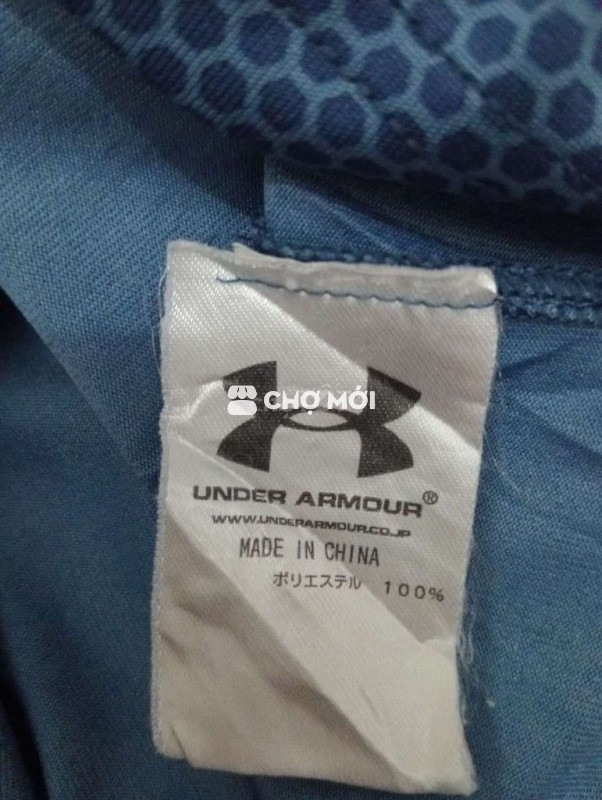 CHỢ MỚI
UNDER ARMOUR®
WWW.UNDERARMOUR.CO.JP
MADE IN CHINA
ポリエステル 100%